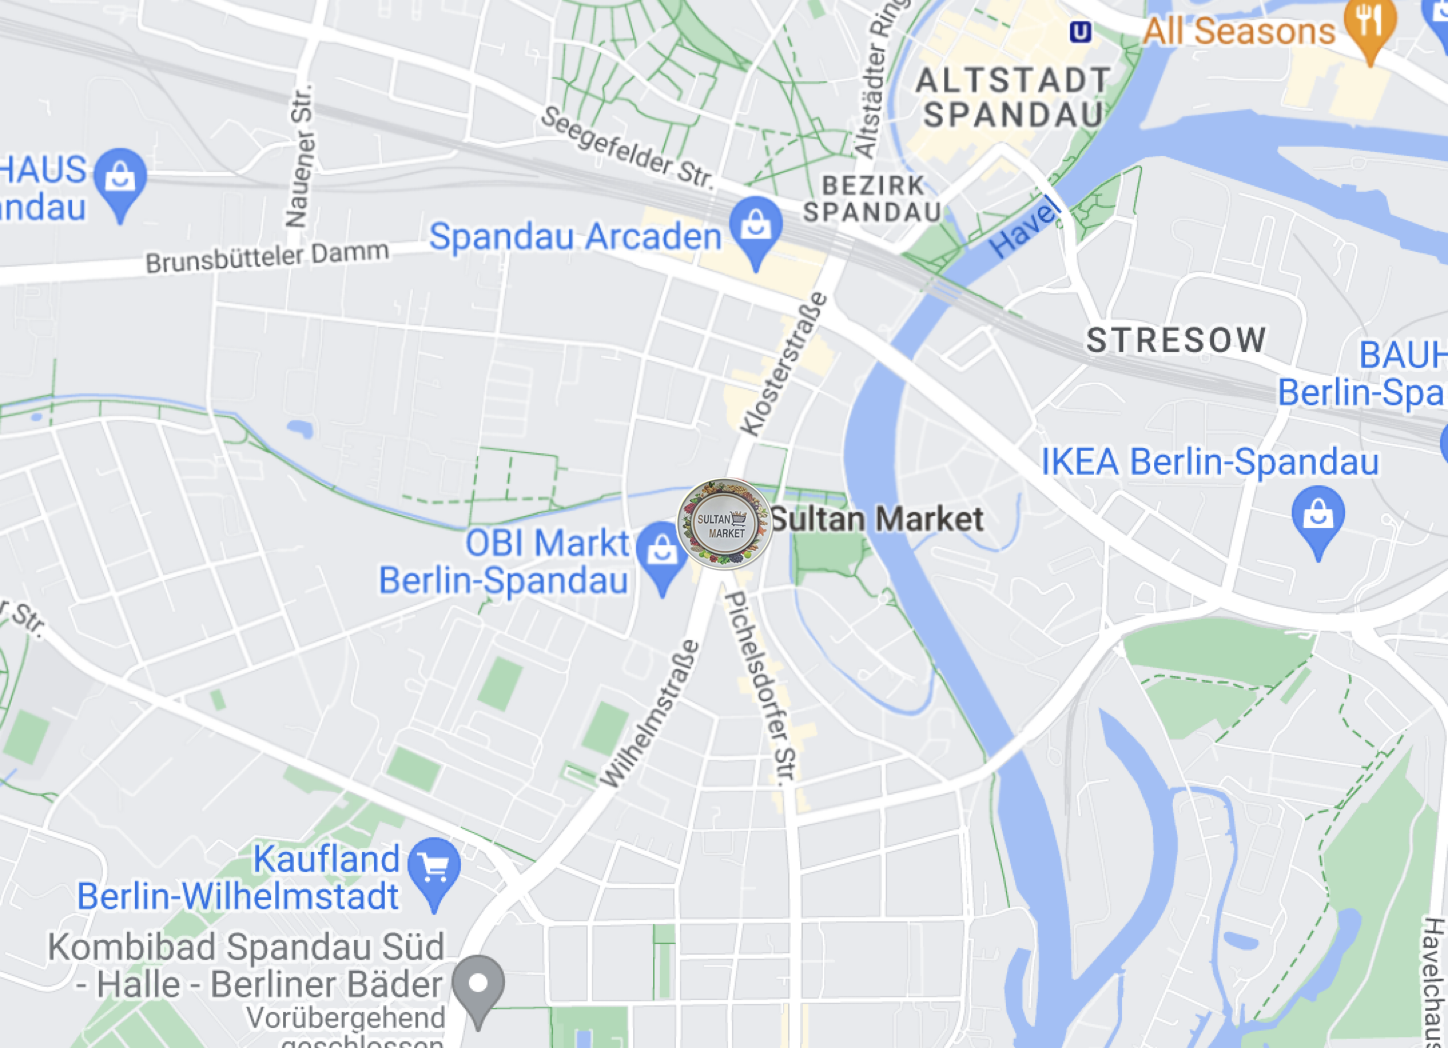 All Seasons
U
ALTSTADT
SPANDAU
Altstädter Ring
Nauener Str.
Seegefelder Str.
HAUS
ndau
BEZIRK
SPANDAU
Havel
Spandau Arcaden
Brunsbütteler Damm
Klosterstraße
STRESOW
BAUH
Berlin-Spa
IKEA Berlin-Spandau
SULTAN
MARKET
Sultan Market
OBI Markt
Berlin-Spandau
r Str.
Pichelsdorfer Str.
Wilhelmstraße
Kaufland
Berlin-Wilhelmstadt
Kombibad Spandau Süd
- Halle - Berliner Bäder
Vorübergehend
geschlossen
Havelchaus